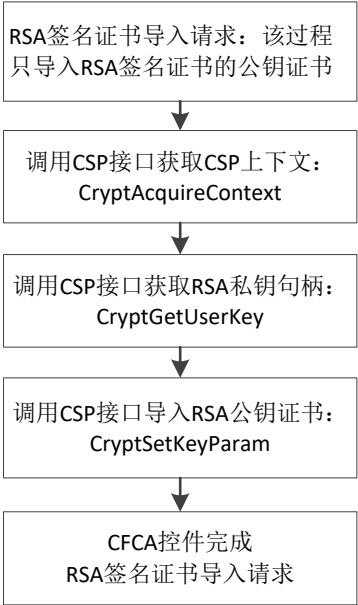 RSA签名证书导入请求：该过程
只导入RSA签名证书的公钥证书
调用CSP接口获取CSP上下文：
CryptAcquireContext
调用CSP接口获取RSA私钥句柄：
CryptGetUserKey
调用CSP接口导入RSA公钥证书：
CryptSetKeyParam
CFCA控件完成
RSA签名证书导入请求